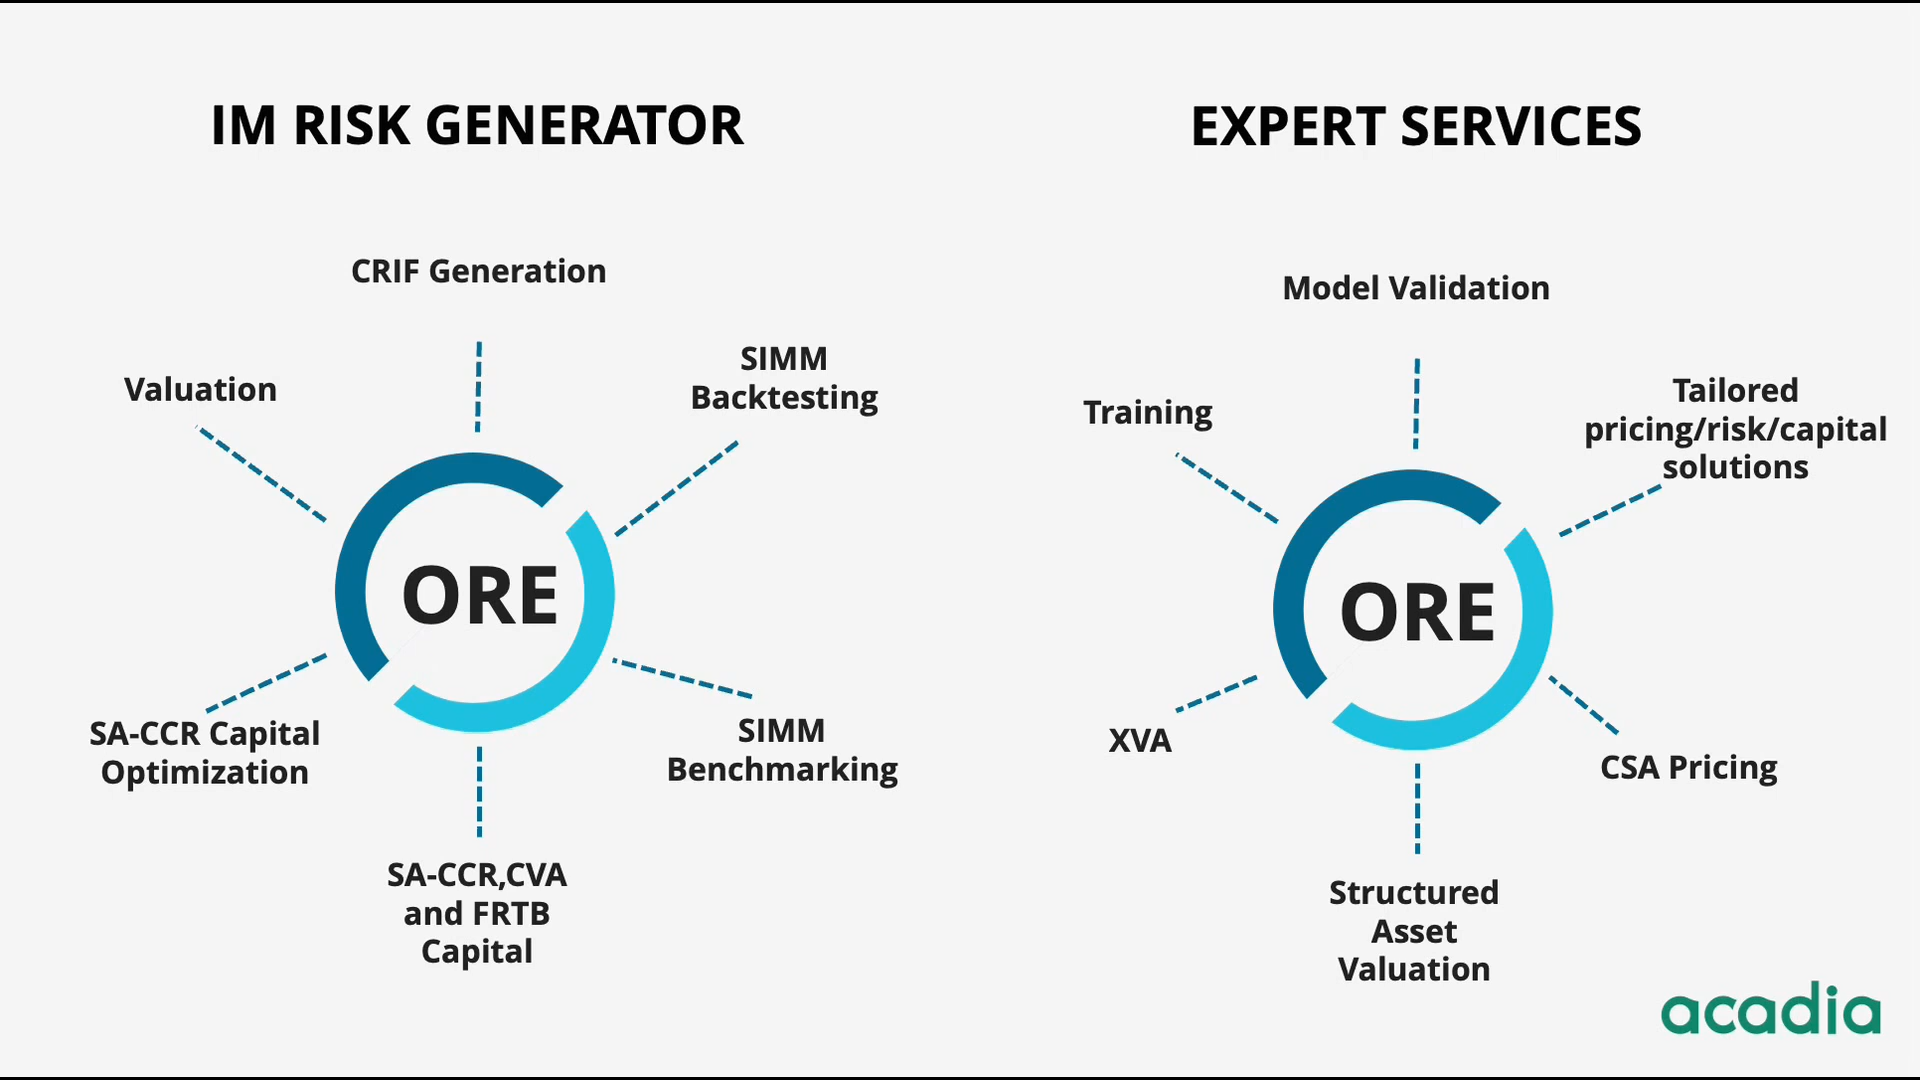 IM RISK GENERATOR
CRIF Generation
Valuation
SIMM
Backtesting
ORE
SA-CCR Capital
Optimization
SIMM
Benchmarking
SA-CCR,CVA
and FRTB
Capital
EXPERT SERVICES
Model Validation
Training
Tailored
pricing/risk/capital
solutions
ORE
XVA
CSA Pricing
Structured
Asset
Valuation
acadia